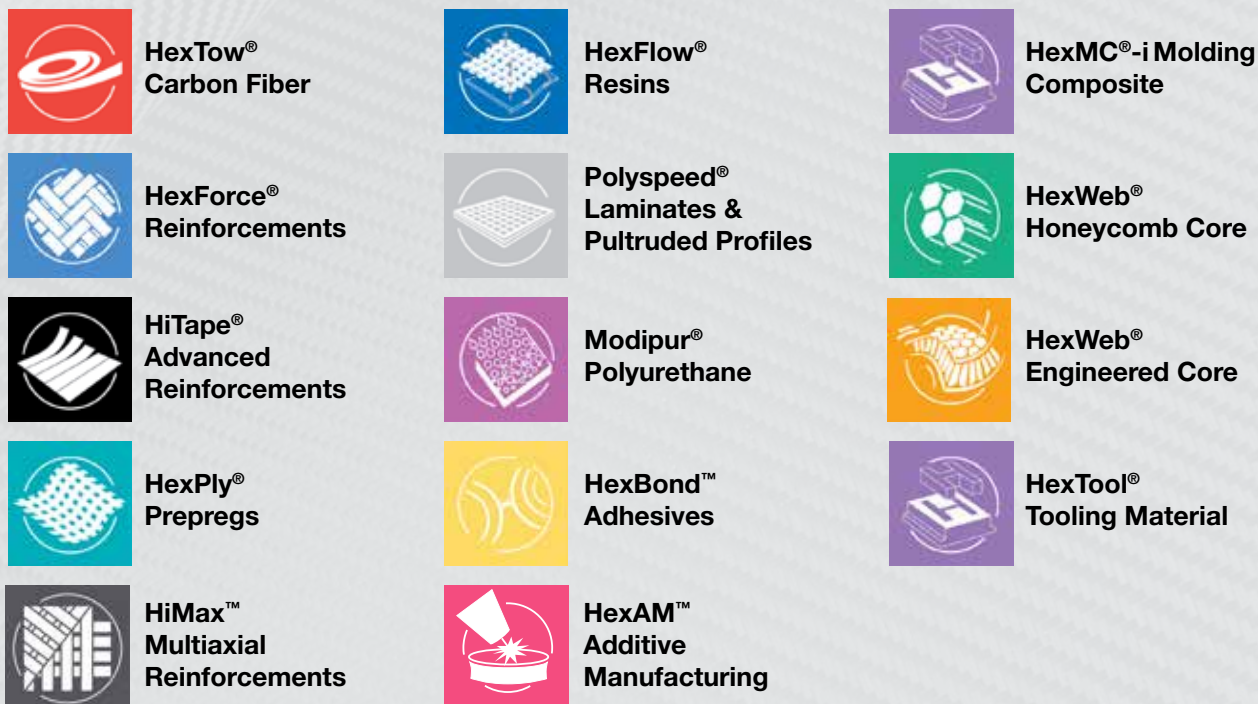 HexTow®
Carbon Fiber
HexForce®
Reinforcements
HiTape®
Advanced
Reinforcements
HexPly®
Prepregs
HiMax™
Multiaxial
Reinforcements
HexFlow®
Resins
Polyspeed®
Laminates &
Pultruded Profiles
Modipur®
Polyurethane
HexBond™
Adhesives
HexAM™
Additive
Manufacturing
HexMC®-i Molding
Composite
HexWeb®
Honeycomb Core
HexWeb®
Engineered Core
HexTool®
Tooling Material